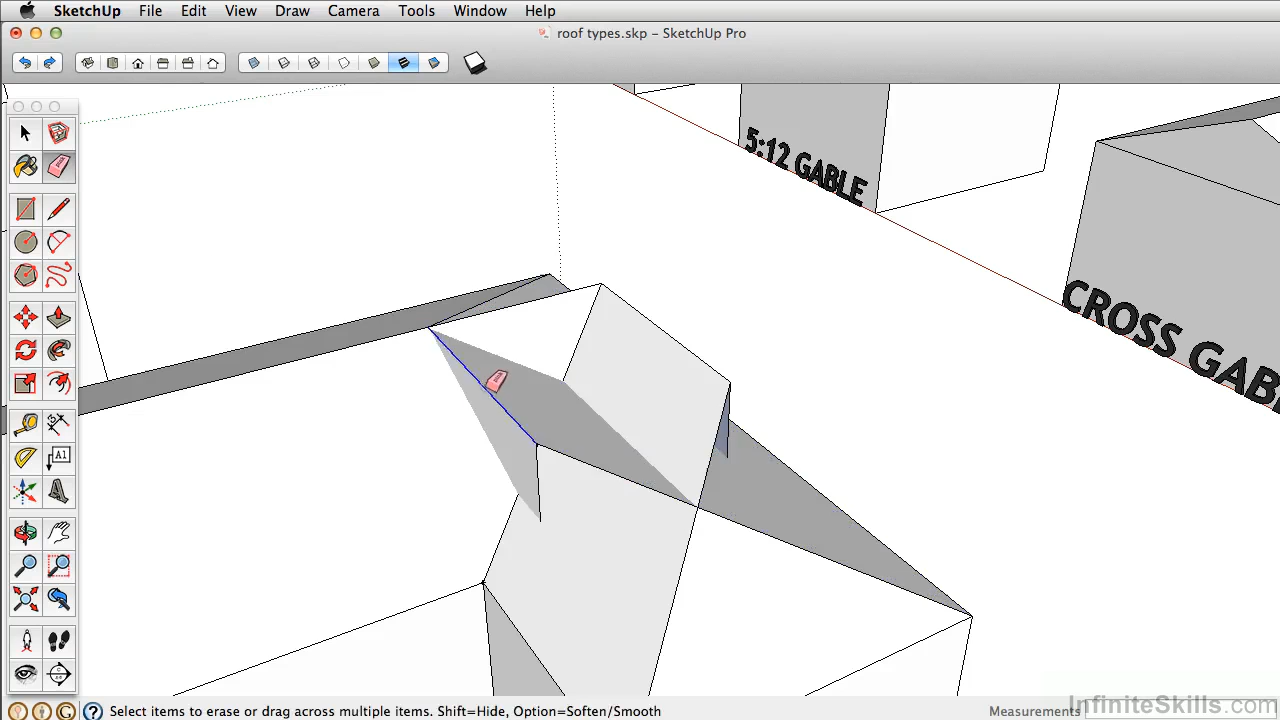 SketchUp File Edit View Draw Camera Tools Window Help
roof types.skp – SketchUp Pro
5:12 GABLE
CROSS GABL
A1
Select items to erase or drag across multiple items. Shift=Hide, Option=Soften/Smooth
Measurements
InfiniteSkills.com